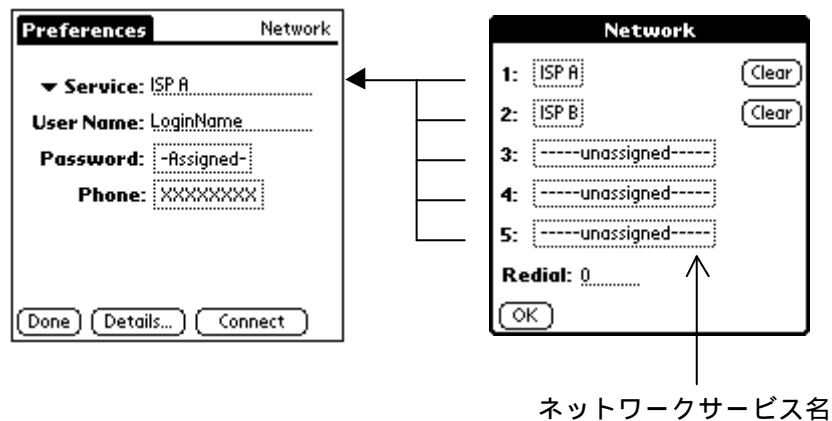 Preferences Network
Service: ISP A
User Name: LoginName
Password: -Assigned-
Phone: XXXXXXXX
Done Details... Connect
Network
1: ISP A Clear
2: ISP B Clear
3: -----unassigned-----
4: -----unassigned-----
5: -----unassigned-----
Redial: 0
OK
ネットワークサービス名